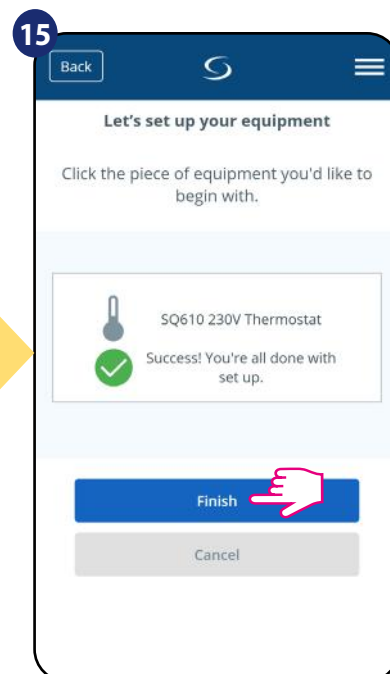 15
Back
Let's set up your equipment
Click the piece of equipment you'd like to
begin with.
SQ610 230V Thermostat
Success! You're all done with
set up.
Finish
Cancel